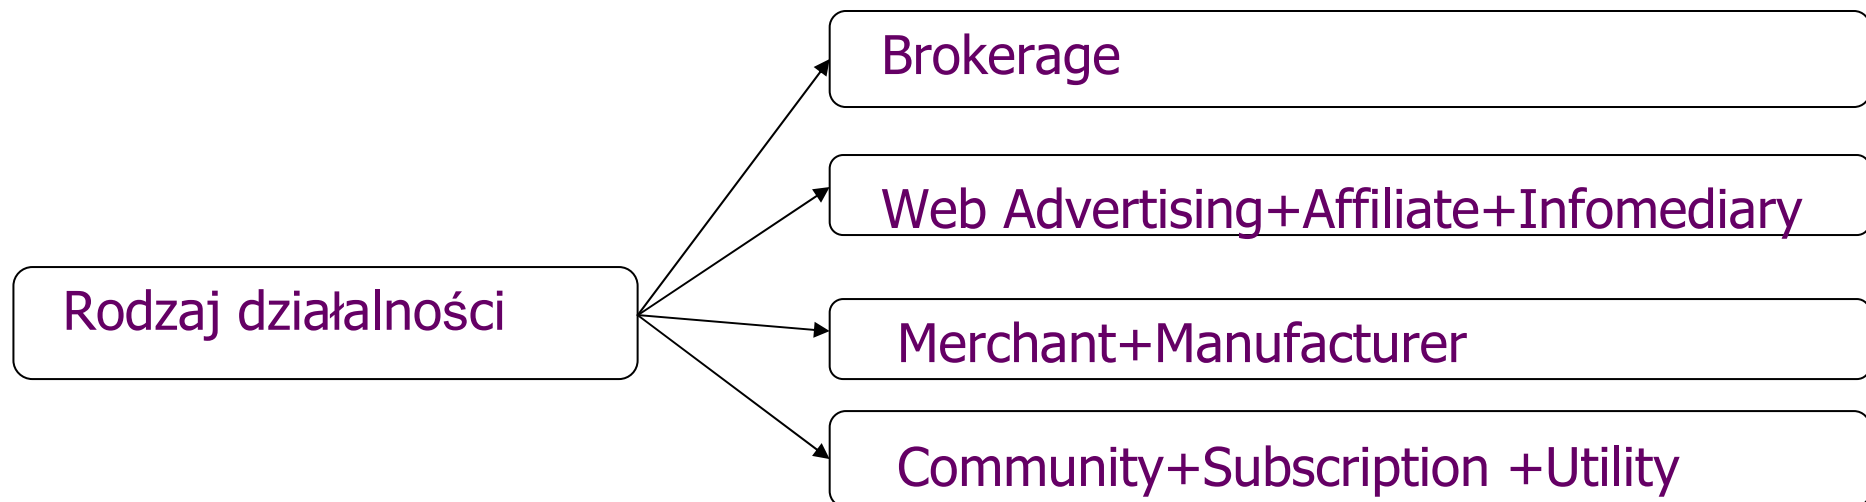 Brokerage
Web Advertising+Affiliate+Infomediary
Rodzaj działalności
Merchant+Manufacturer
Community+Subscription +Utility